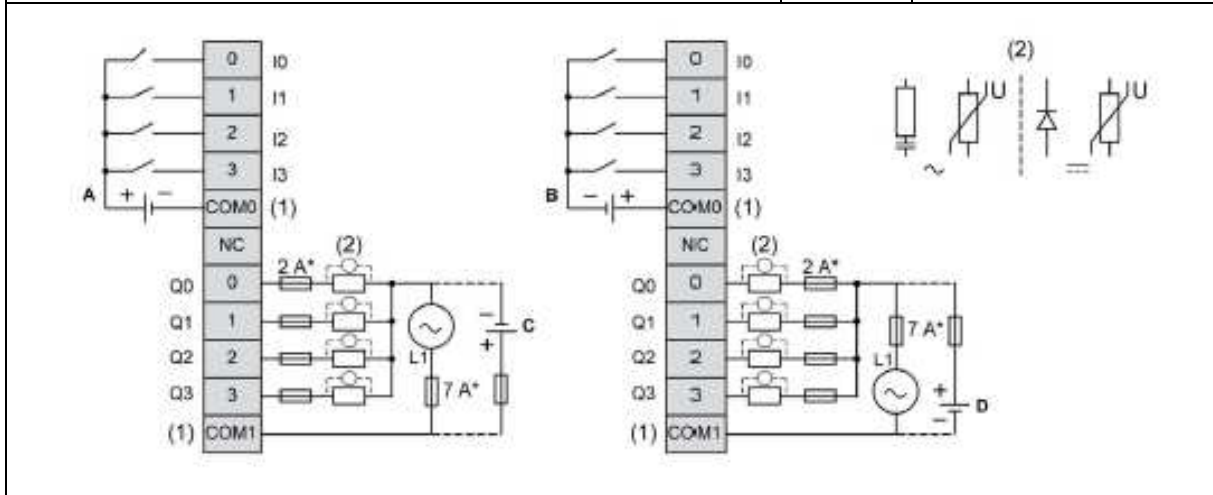 0 I0
1 I1
2 I2
3 I3
A + −
COM0 (1)
NC
(2)
2 A*
Q0 0
Q1 1
Q2 2
Q3 3
(1) COM1
L1
7 A*
−
+
C
0 I0
1 I1
2 I2
3 I3
B − +
COM0 (1)
NC
(2)
2 A*
Q0 0
Q1 1
Q2 2
Q3 3
(1) COM1
7 A*
L1
+
−
D
(2)
U U